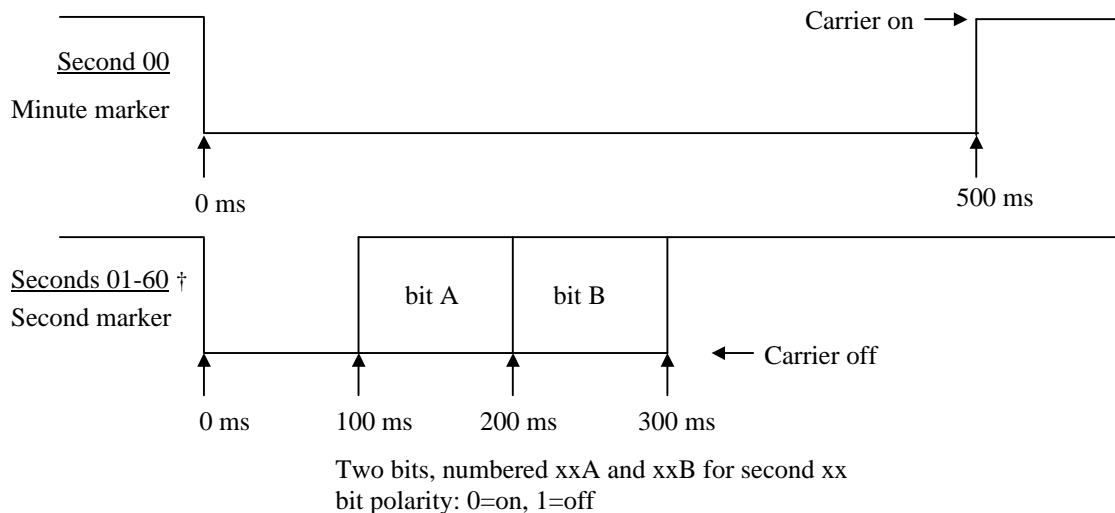 Carrier on
Second 00
Minute marker
0 ms
500 ms
Seconds 01-60 †
Second marker
bit A
bit B
Carrier off
0 ms
100 ms
200 ms
300 ms
Two bits, numbered xxA and xxB for second xx
bit polarity: 0=on, 1=off